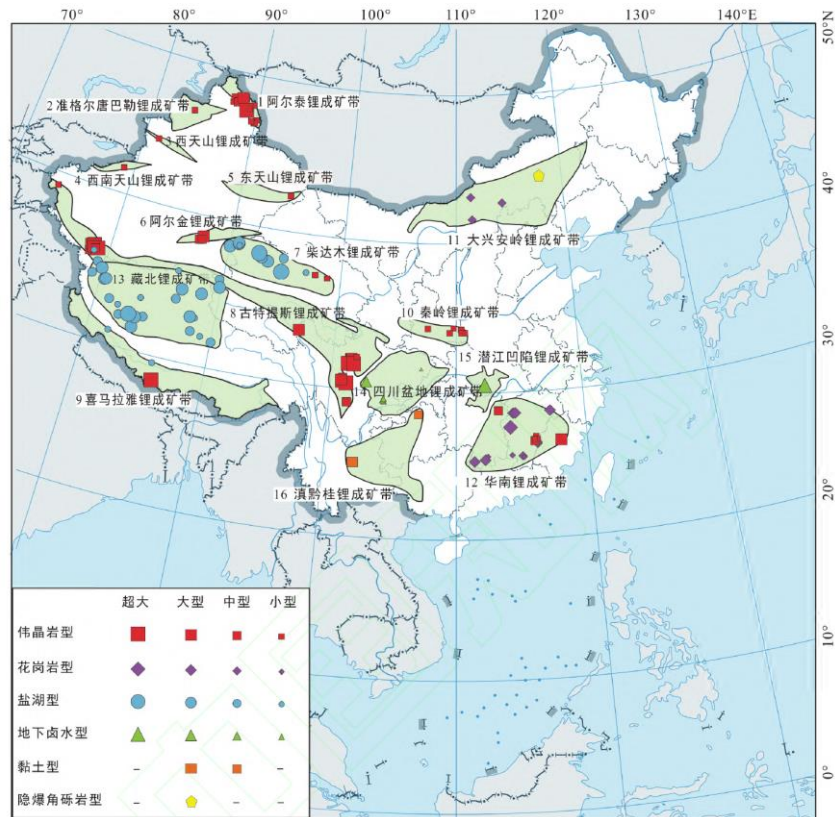 70° 80° 90° 100° 110° 120° 130° 140°E 50°N
2 准格尔唐巴勒锂成矿带
1 阿尔泰锂成矿带
3 西天山锂成矿带
4 西南天山锂成矿带
5 东天山锂成矿带
40°
6 阿尔金锂成矿带
7 柴达木锂成矿带
11 大兴安岭锂成矿带
13 藏北锂成矿带
8 古特提斯锂成矿带
10 秦岭锂成矿带
30°
15 潜江凹陷锂成矿带
14 四川盆地锂成矿带
9 喜马拉雅锂成矿带
12 华南锂成矿带
16 滇黔桂锂成矿带
20°
10°
0°
70° 80° 90° 100° 110° 120°
超大 大型 中型 小型
伟晶岩型
花岗岩型
盐湖型
地下卤水型
黏土型 – –
隐爆角砾岩型 – – –